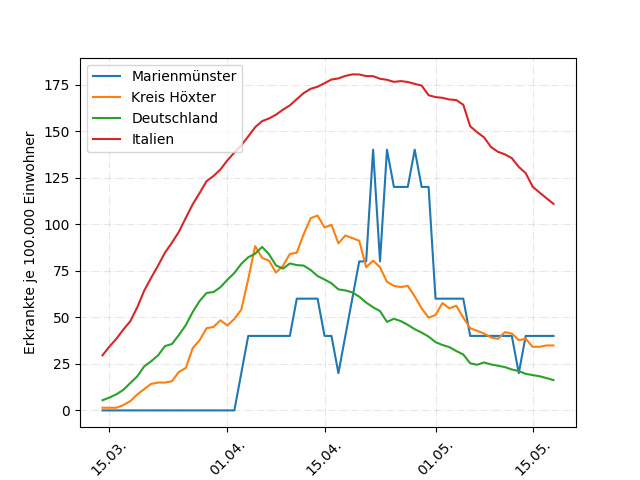 Marienmünster
Kreis Höxter
Deutschland
Italien
Erkrankte je 100.000 Einwohner
175
150
125
100
75
50
25
0
15.03.
01.04.
15.04.
01.05.
15.05.